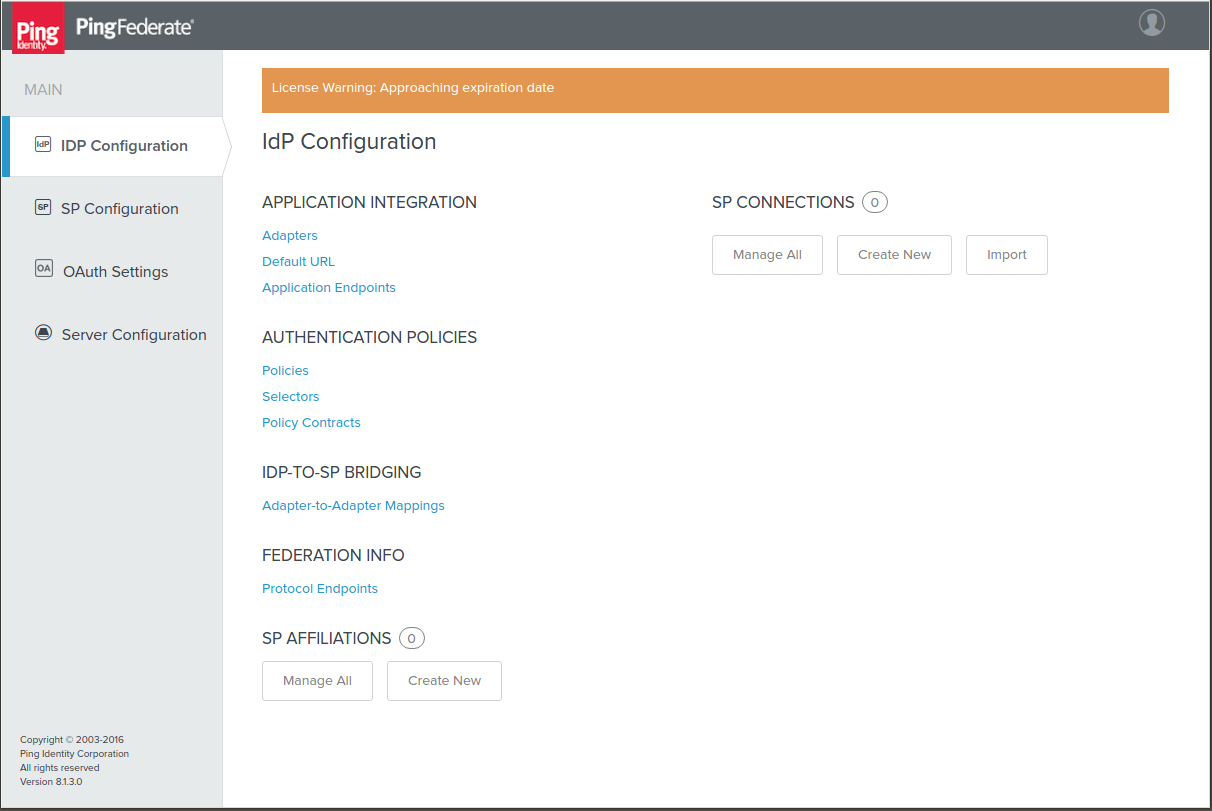 Ping
Identity.
PingFederate®
MAIN
License Warning: Approaching expiration date
IdP IDP Configuration
SP SP Configuration
OA OAuth Settings
Server Configuration
IdP Configuration
APPLICATION INTEGRATION
Adapters
Default URL
Application Endpoints
AUTHENTICATION POLICIES
Policies
Selectors
Policy Contracts
IDP-TO-SP BRIDGING
Adapter-to-Adapter Mappings
FEDERATION INFO
Protocol Endpoints
SP AFFILIATIONS 0
Manage All Create New
SP CONNECTIONS 0
Manage All Create New Import
Copyright © 2003-2016
Ping Identity Corporation
All rights reserved
Version 8.1.3.0